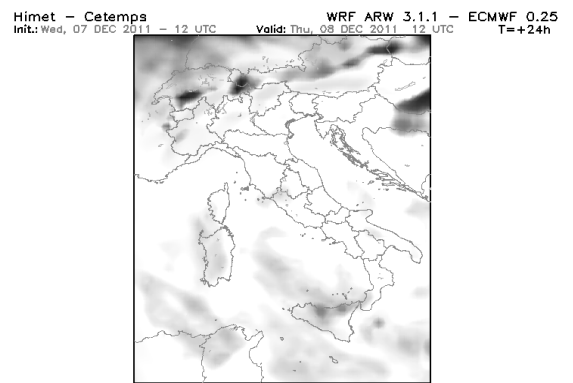 Himet - Cetemps WRF ARW 3.1.1 - ECMWF 0.25
Init.: Wed, 07 DEC 2011 - 12 UTC Valid: Thu, 08 DEC 2011 12 UTC T=+24h